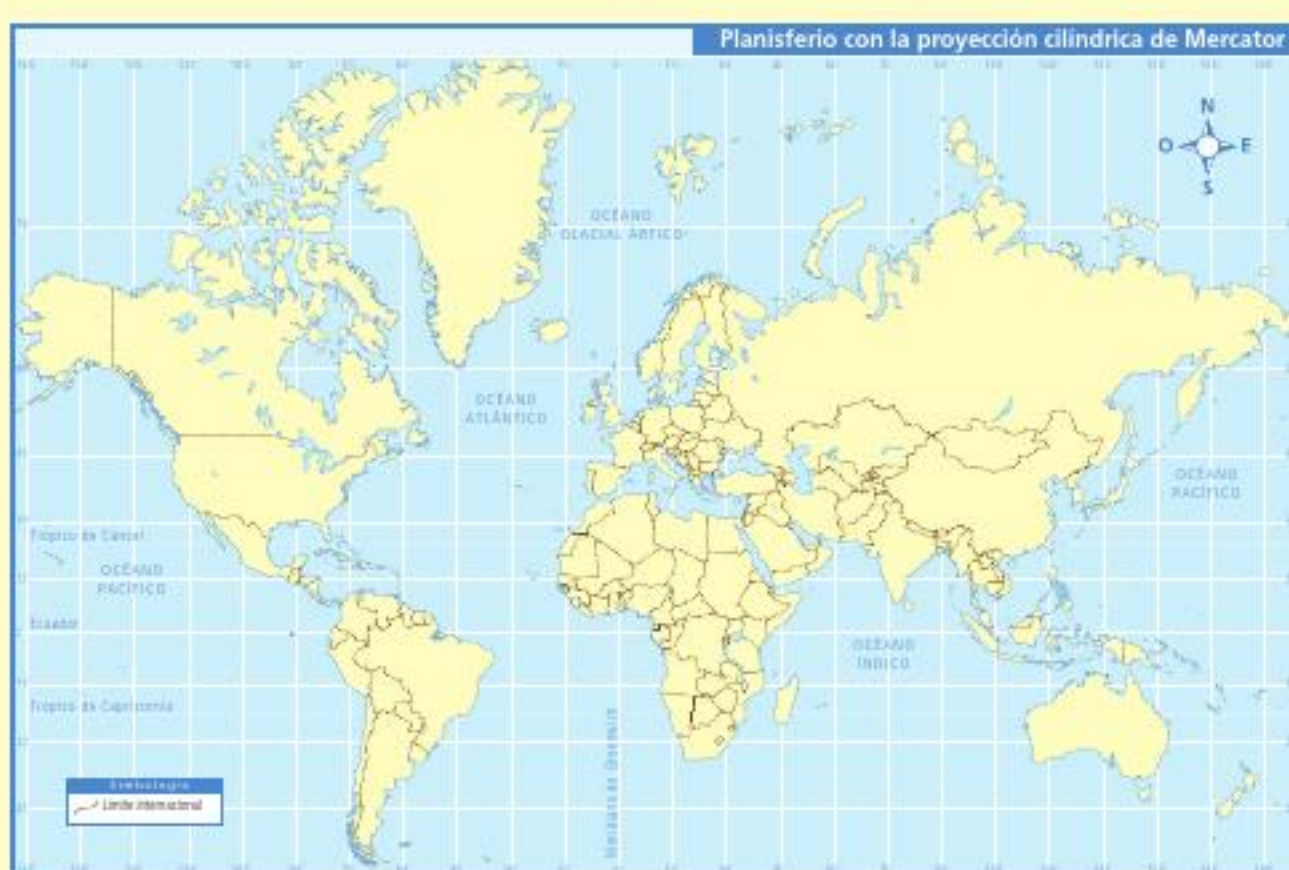 Planisferio con la proyección cilíndrica de Mercator
N
O E
S
OCÉANO
GLACIAL ÁRTICO
OCÉANO
ATLÁNTICO
OCÉANO
PACÍFICO
Trópico de Cáncer
OCÉANO
PACÍFICO
Ecuador
OCÉANO
ÍNDICO
Trópico de Capricornio
Meridiano de Greenwich
Simbología
Límite internacional